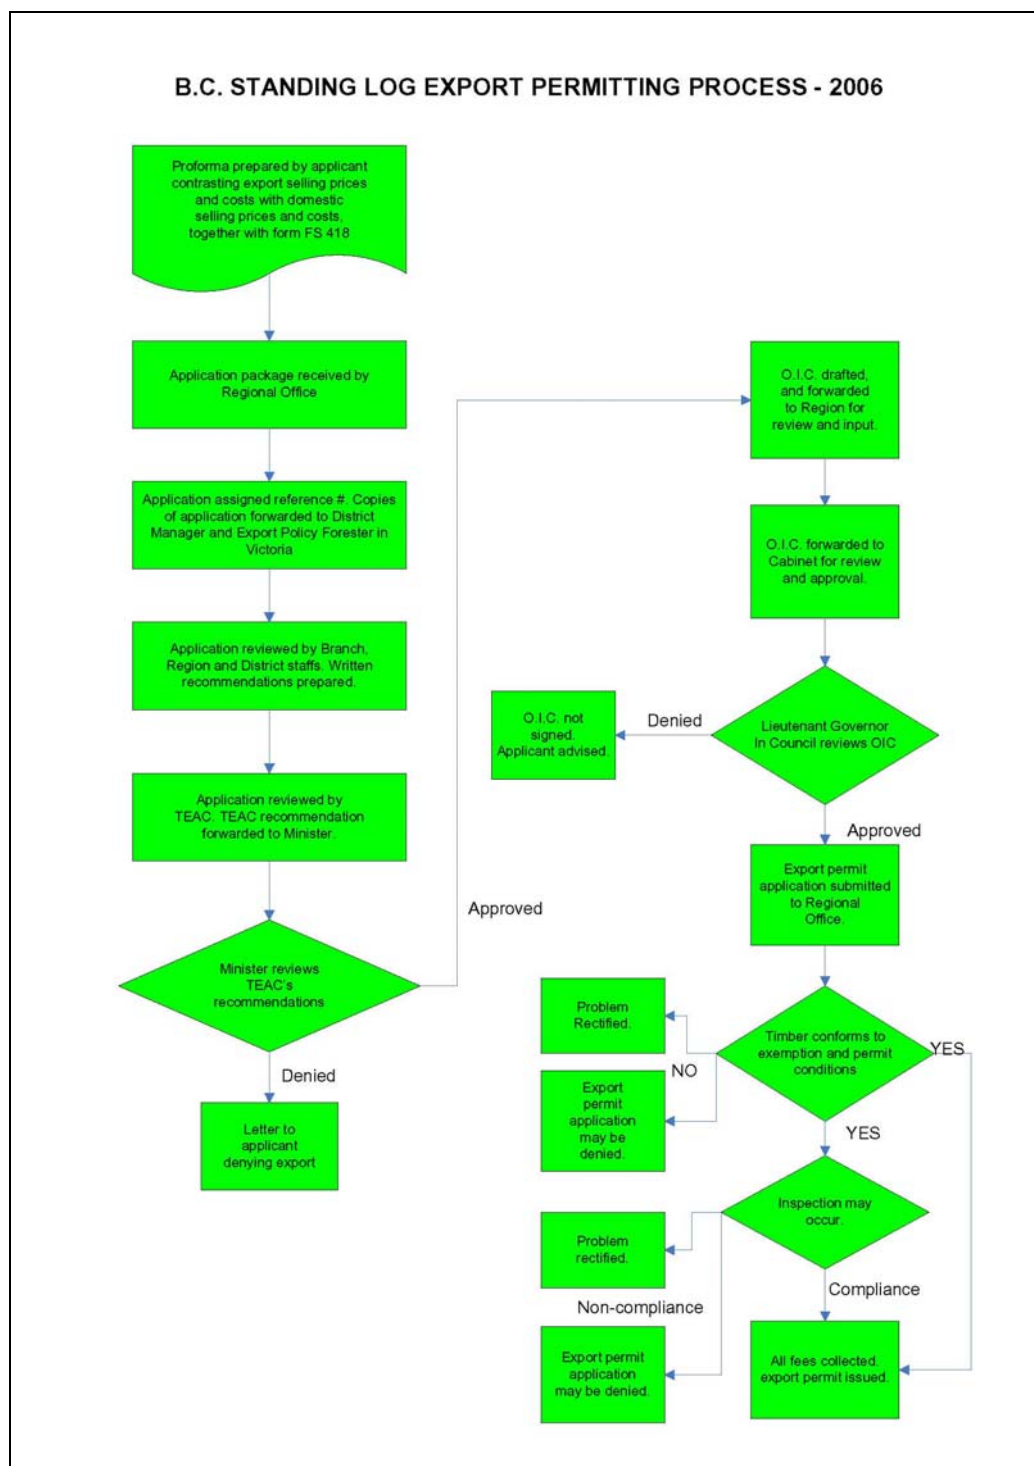 B.C. STANDING LOG EXPORT PERMITTING PROCESS - 2006
Proforma prepared by applicant
contrasting export selling prices
and costs with domestic
selling prices and costs,
together with form FS 418
Application package received by
Regional Office
Application assigned reference #. Copies
of application forwarded to District
Manager and Export Policy Forester in
Victoria
Application reviewed by Branch,
Region and District staffs. Written
recommendations prepared.
Application reviewed by
TEAC. TEAC recommendation
forwarded to Minister.
Minister reviews
TEAC's
recommendations
Approved
Denied
Letter to
applicant
denying export
O.I.C. drafted,
and forwarded
to Region for
review and input.
O.I.C. forwarded to
Cabinet for review
and approval.
Lieutenant Governor
In Council reviews OIC
Denied
O.I.C. not
signed.
Applicant advised.
Approved
Export permit
application submitted
to Regional
Office.
Timber conforms to
exemption and permit
conditions
YES
NO
Problem
Rectified.
Export
permit
application
may be
denied.
YES
Inspection may
occur.
Problem
rectified.
Non-compliance
Export permit
application
may be denied.
Compliance
All fees collected.
export permit issued.